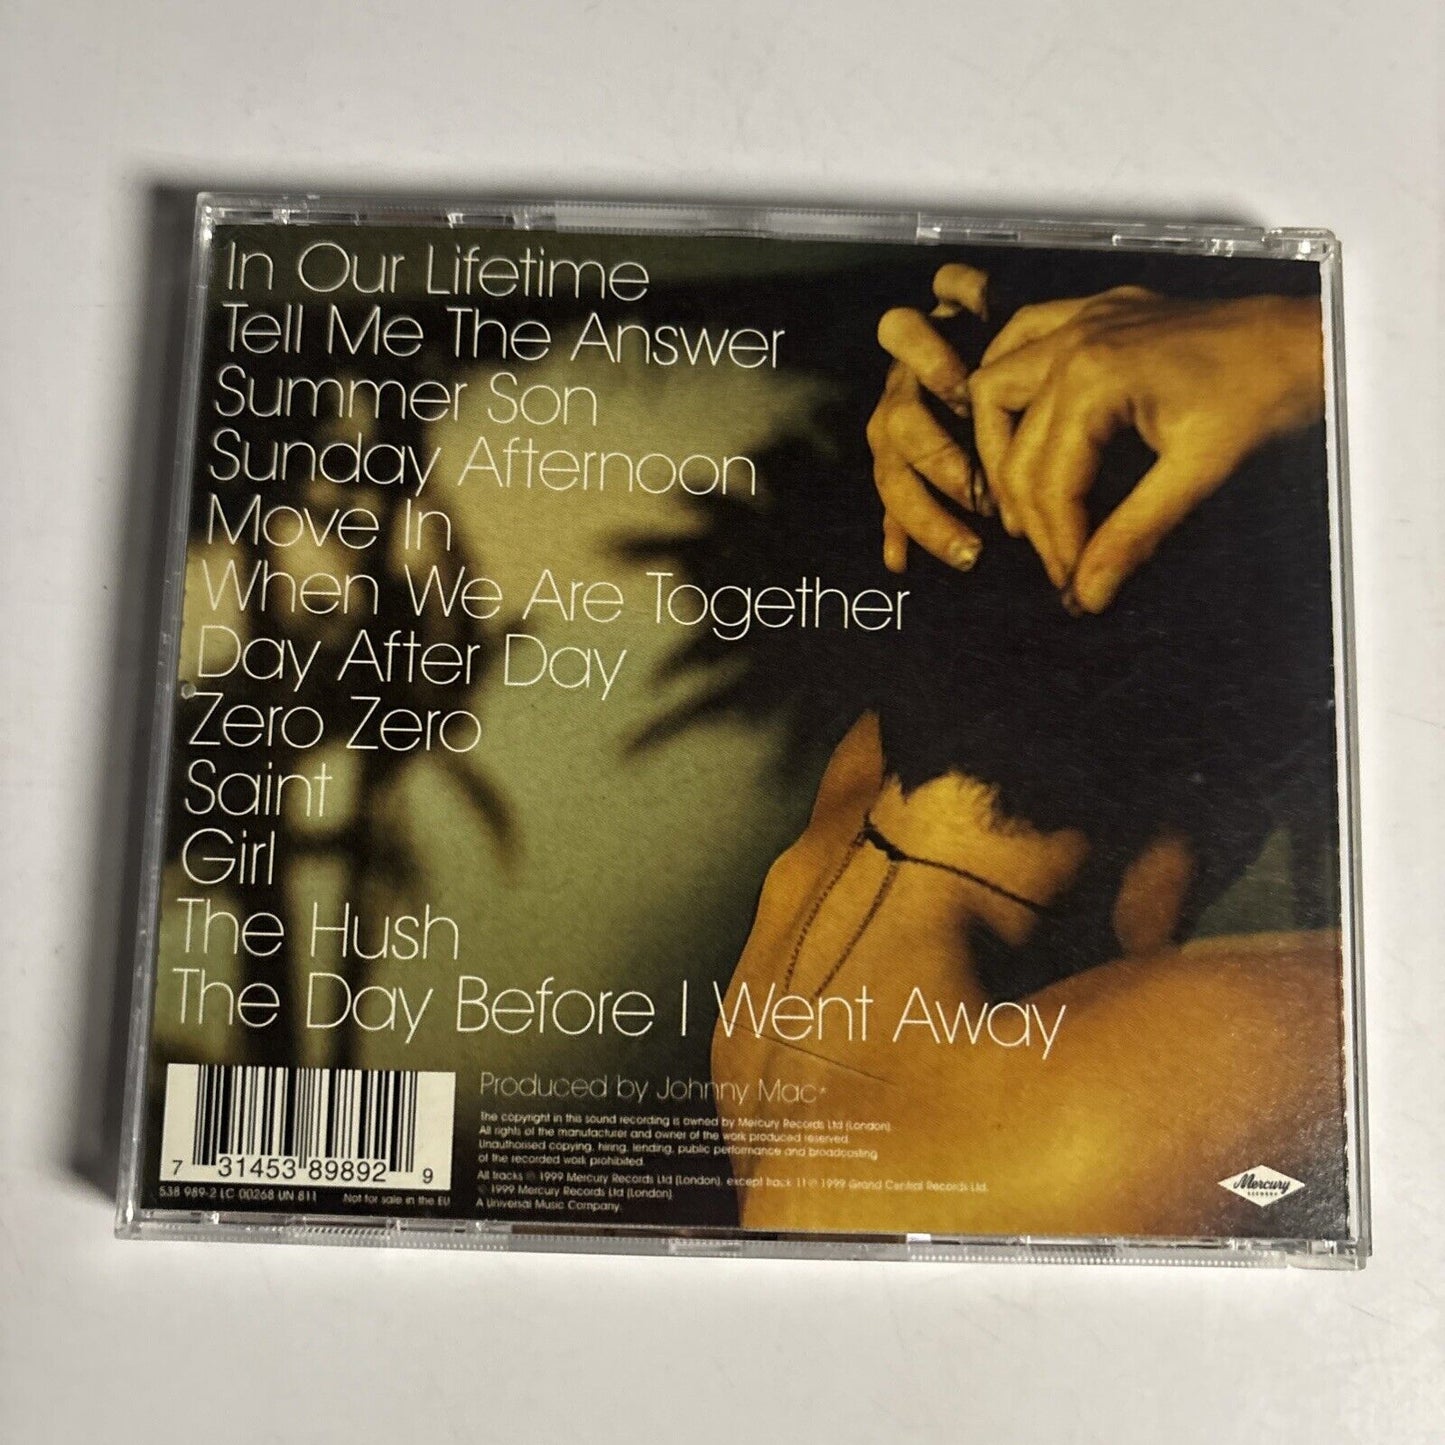 In Our Lifetime
Tell Me The Answer
Summer Son
Sunday Afternoon
Move In
When We Are Together
Day After Day
Zero Zero
Saint
Girl
The Hush
The Day Before I Went Away
Produced by Johnny Mac*
The copyright in this sound recording is owned by Mercury Records Ltd (London).
All rights of the manufacturer and owner of the work produced reserved.
Unauthorised copying, hiring, lending, public performance and broadcasting
of the recorded work prohibited.
All tracks ℗ 1999 Mercury Records Ltd (London), except track 11 ℗ 1999 Grand Central Records Ltd.
© 1999 Mercury Records Ltd (London).
A Universal Music Company.
7 31453 89892 9
538 989-2 LC 00268 UN 811 Not for sale in the EU
Mercury
RECORDS